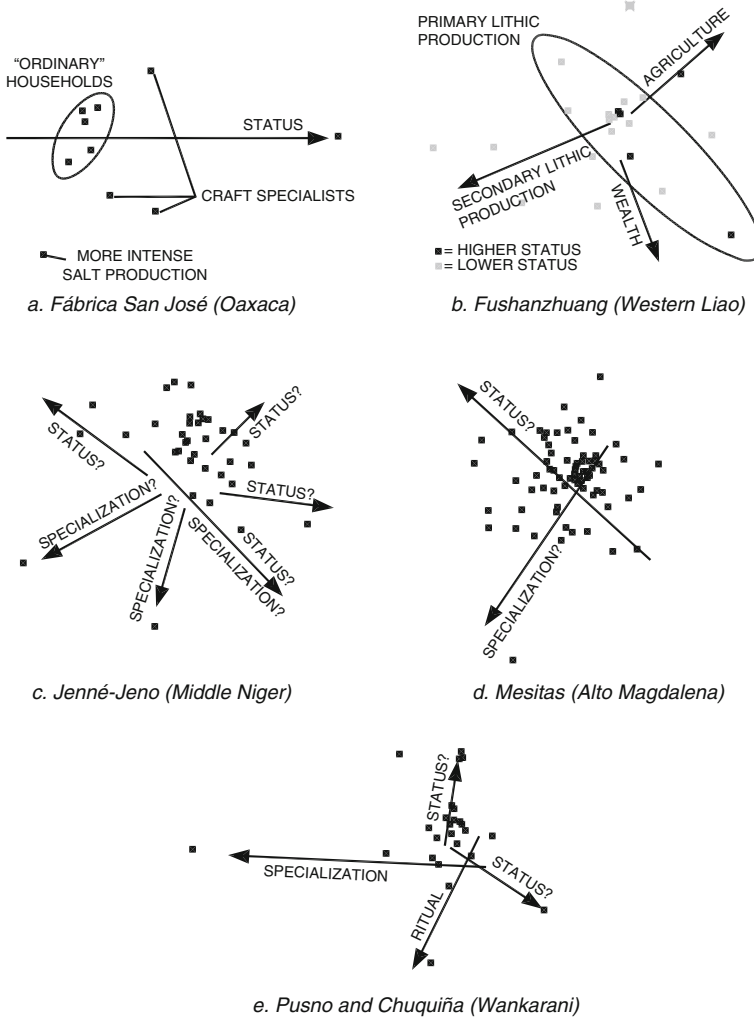 "ORDINARY"
HOUSEHOLDS
STATUS
CRAFT SPECIALISTS
MORE INTENSE
SALT PRODUCTION
a. Fábrica San José (Oaxaca)
PRIMARY LITHIC
PRODUCTION
AGRICULTURE
SECONDARY LITHIC
PRODUCTION
WEALTH
= HIGHER STATUS
= LOWER STATUS
b. Fushanzhuang (Western Liao)
STATUS?
STATUS?
STATUS?
SPECIALIZATION?
SPECIALIZATION?
STATUS?
SPECIALIZATION?
c. Jenné-Jeno (Middle Niger)
STATUS?
SPECIALIZATION?
d. Mesitas (Alto Magdalena)
STATUS?
SPECIALIZATION
STATUS?
RITUAL
e. Pusno and Chuquiña (Wankarani)